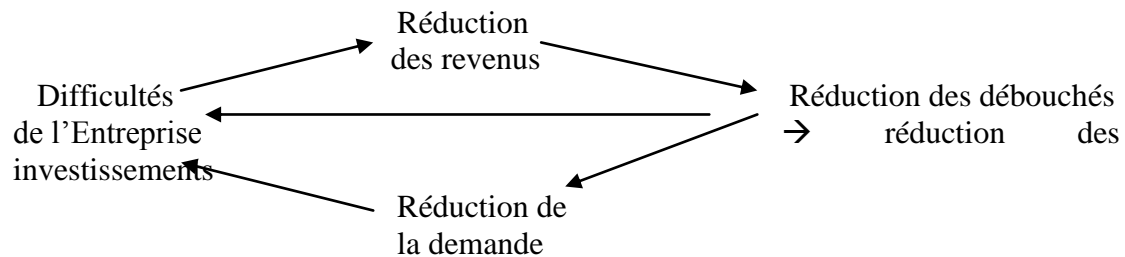 Réduction
des revenus
Difficultés
de l’Entreprise
investissements
Réduction des débouchés
→ réduction des
Réduction de
la demande